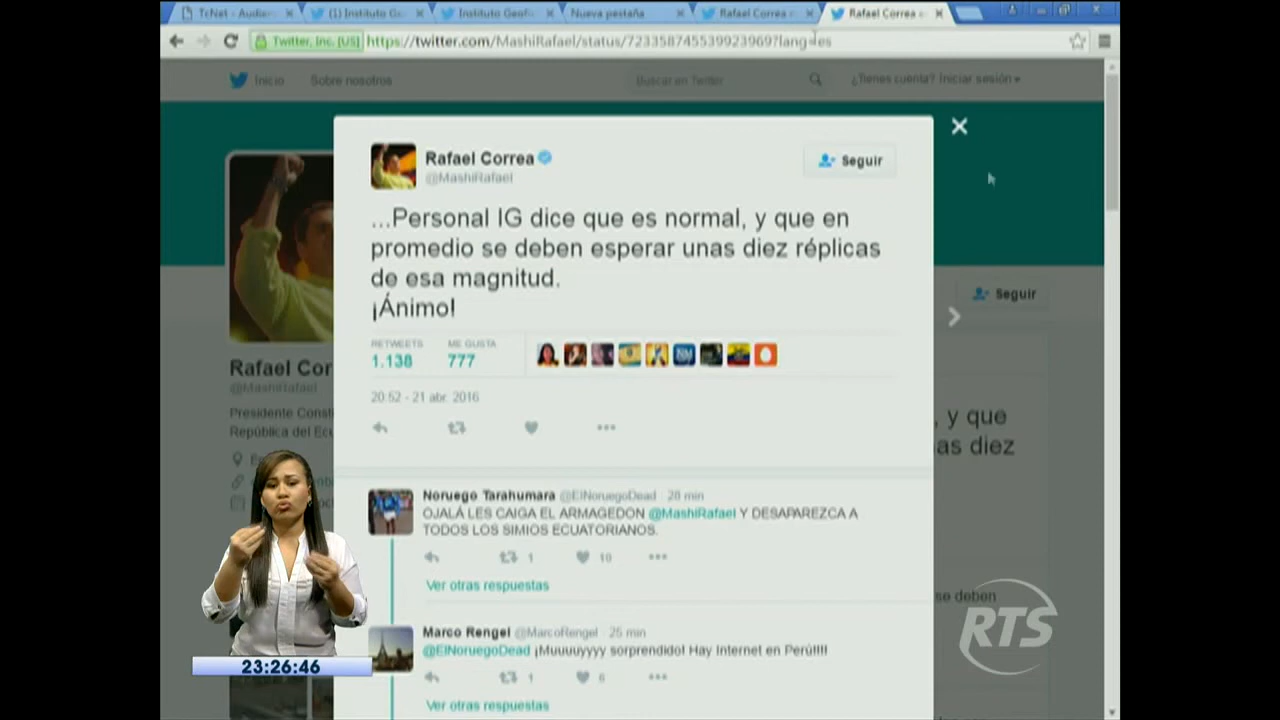 TcNet - Audien
(1) Instituto Ge
Instituto Geofí
Nueva pestaña
Rafael Correa
Rafael Correa e
Twitter, Inc. [US] https://twitter.com/MashiRafael/status/723358745539923969?lang=es
Inicio Sobre nosotros Buscar en Twitter ¿Tienes cuenta? Iniciar sesión
Rafael Correa
@MashiRafael
Seguir
...Personal IG dice que es normal, y que en
promedio se deben esperar unas diez réplicas
de esa magnitud.
¡Ánimo!
RETWEETS ME GUSTA
1.138 777
20:52 - 21 abr. 2016
Noruego Tarahumara @ElNoruegoDead · 28 min
OJALÁ LES CAIGA EL ARMAGEDON @MashiRafael Y DESAPAREZCA A
TODOS LOS SIMIOS ECUATORIANOS.
1 10
Ver otras respuestas
Marco Rengel @MarcoRengel · 25 min
@ElNoruegoDead ¡Muuuuyyyy sorprendido! Hay Internet en Perú!!!!
1 6
Ver otras respuestas
Rafael Cor
@MashiRafael
Presidente Consti
República del Ecu
Seguir
, y que
as diez
se deben
RTS
23:26:46